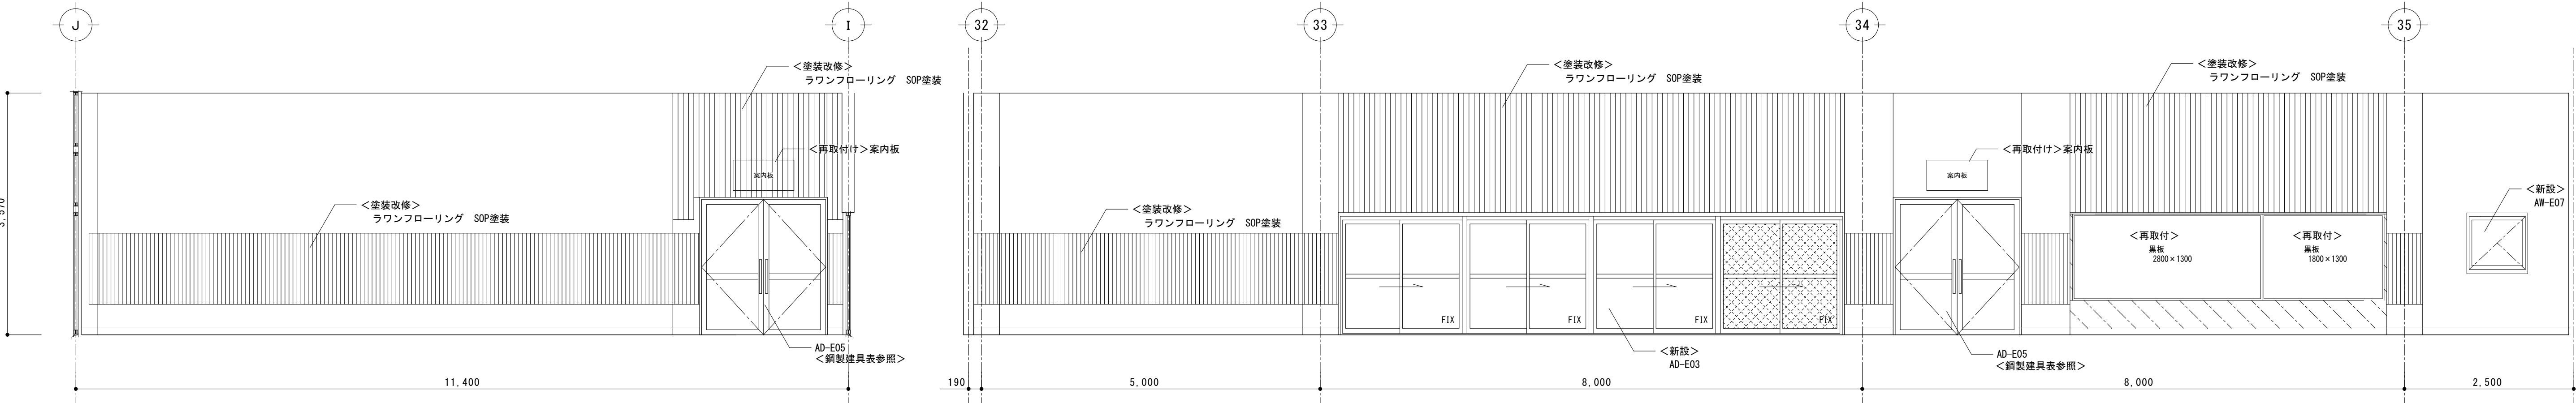 J
I
32
33
34
35
＜塗装改修＞
ラワンフローリング　SOP塗装
＜塗装改修＞
ラワンフローリング　SOP塗装
＜塗装改修＞
ラワンフローリング　SOP塗装
＜再取付け＞案内板
案内板
＜再取付け＞案内板
案内板
＜塗装改修＞
ラワンフローリング　SOP塗装
＜塗装改修＞
ラワンフローリング　SOP塗装
＜新設＞
AW-E07
＜再取付＞
黒板
2800×1300
＜再取付＞
黒板
1800×1300
FIX
FIX
FIX
FIX
AD-E05
＜鋼製建具表参照＞
＜新設＞
AD-E03
AD-E05
＜鋼製建具表参照＞
11,400
190
5,000
8,000
8,000
2,500